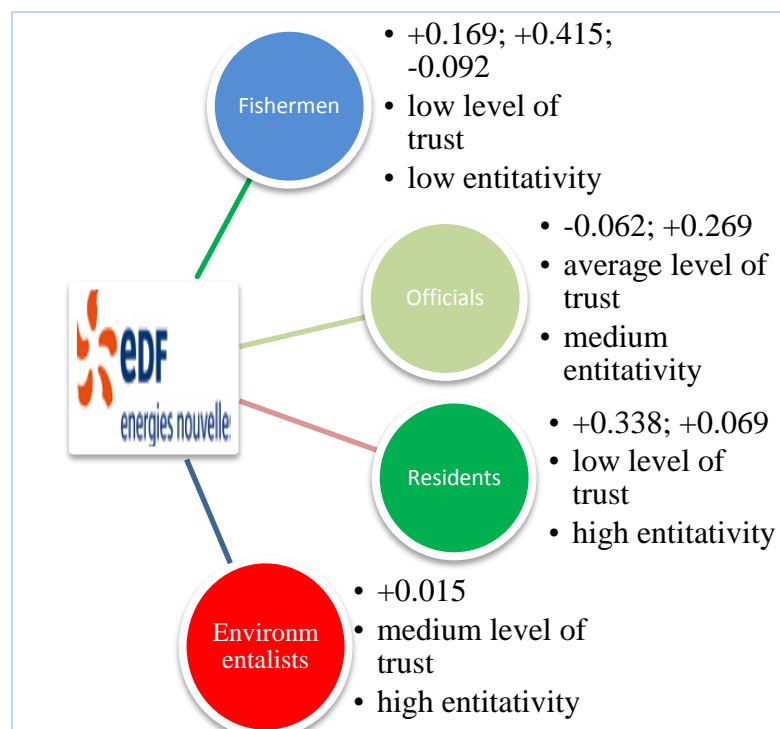 Fishermen
• +0.169; +0.415;
-0.092
• low level of
trust
• low entitativity
Officials
• -0.062; +0.269
• average level of
trust
• medium
entitativity
eDF
energies nouvelle
Residents
• +0.338; +0.069
• low level of
trust
• high entitativity
Environm
entalists
• +0.015
• medium level of
trust
• high entitativity